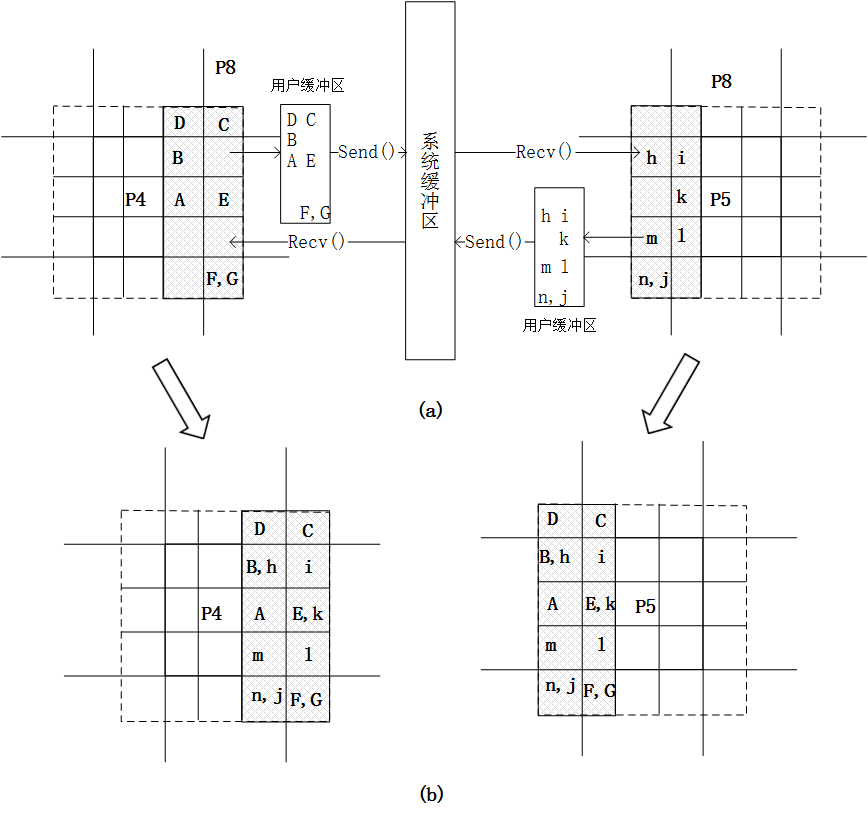 P8
用户缓冲区
P8
D C
D C
B
B
Send()
系统缓冲区
Recv()
h i
P4
A E
A E
k
P5
F,G
h i
Recv()
Send()
k
m l
m l
F,G
n,j
n,j
用户缓冲区
(a)
D C
D C
B,h i
B,h i
P4
A E,k
A E,k
P5
m l
m l
n,j F,G
n,j F,G
(b)